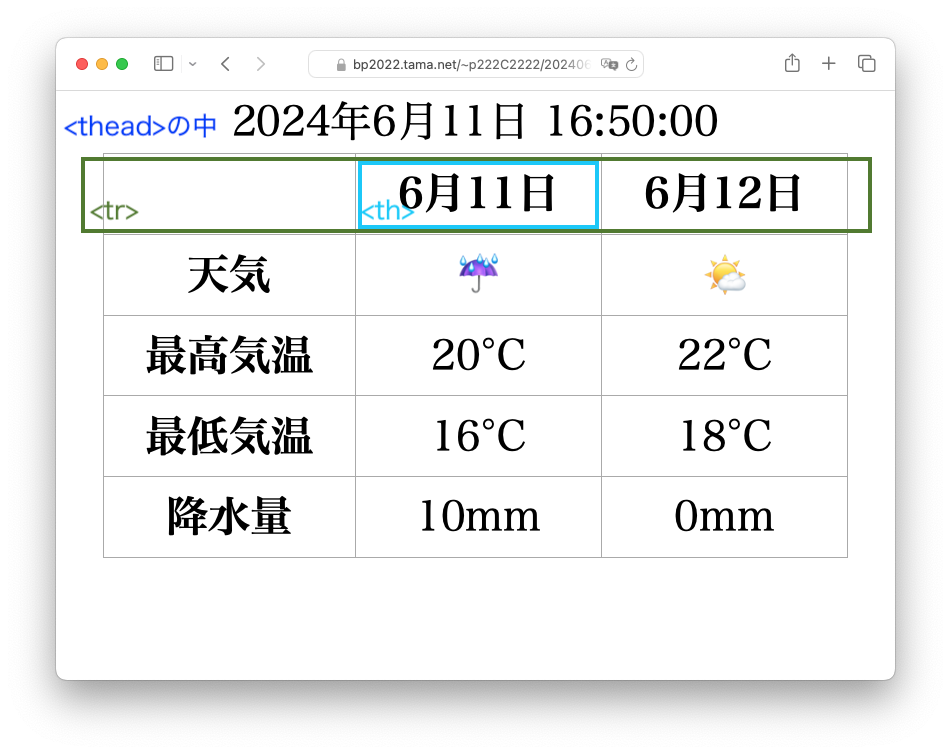 bp2022.tama.net/~p222C2222/20240
<thead>の中 2024年6月11日 16:50:00
<tr> <th> 6月11日 6月12日
天気 ☔ 🌤
最高気温 20°C 22°C
最低気温 16°C 18°C
降水量 10mm 0mm